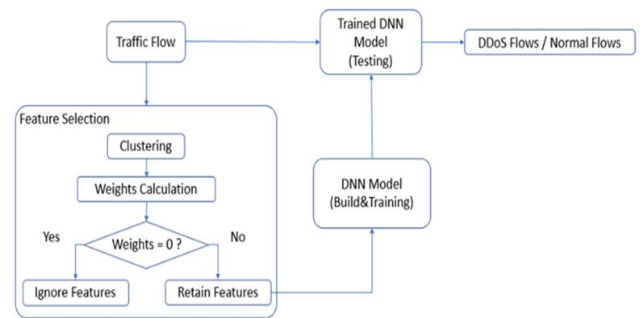 Traffic Flow
Trained DNN
Model
(Testing)
DDoS Flows / Normal Flows
Feature Selection
Clustering
Weights Calculation
Weights = 0 ?
Yes
No
Ignore Features
Retain Features
DNN Model
(Build&Training)